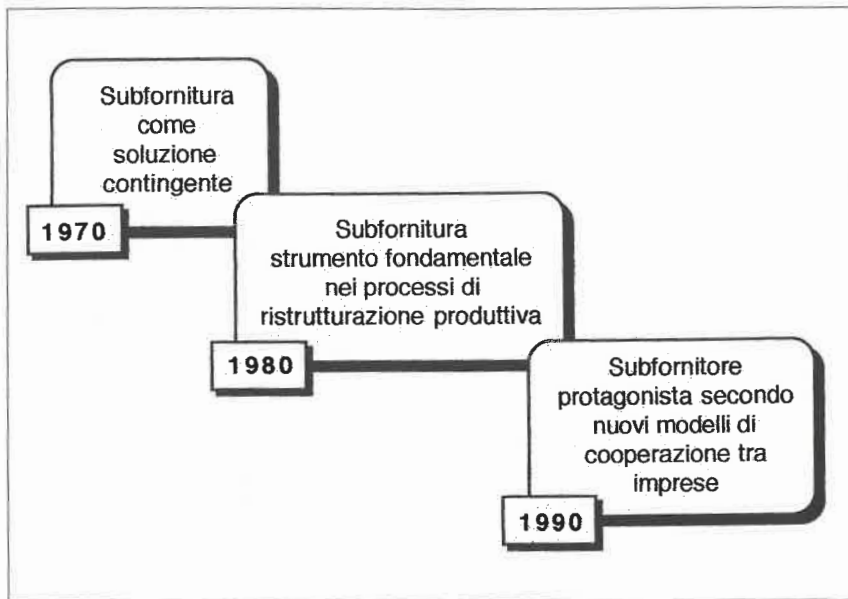 Subfornitura
come
soluzione
contingente
1970
Subfornitura
strumento fondamentale
nei processi di
ristrutturazione produttiva
1980
Subfornitore
protagonista secondo
nuovi modelli di
cooperazione tra
imprese
1990